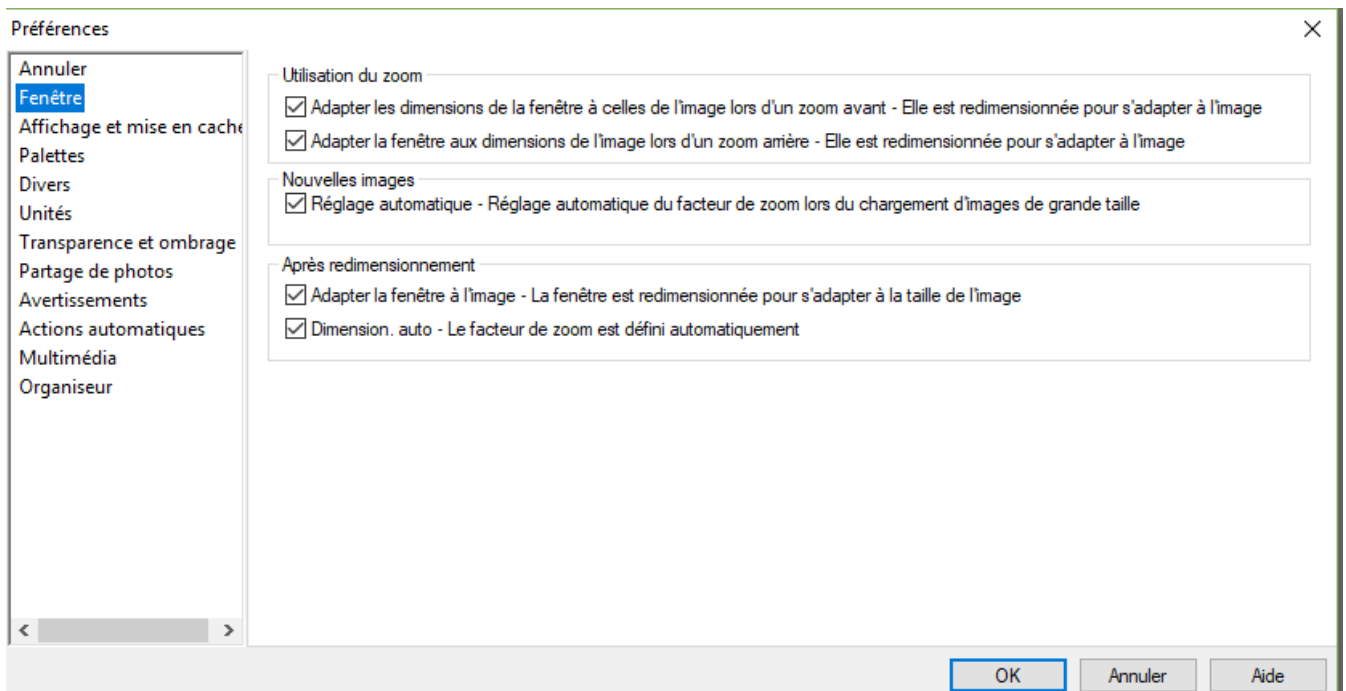 Préférences
Annuler
Fenêtre
Affichage et mise en cache
Palettes
Divers
Unités
Transparence et ombrage
Partage de photos
Avertissements
Actions automatiques
Multimédia
Organiseur
Utilisation du zoom
Adapter les dimensions de la fenêtre à celles de l'image lors d'un zoom avant - Elle est redimensionnée pour s'adapter à l'image
Adapter la fenêtre aux dimensions de l'image lors d'un zoom arrière - Elle est redimensionnée pour s'adapter à l'image
Nouvelles images
Réglage automatique - Réglage automatique du facteur de zoom lors du chargement d'images de grande taille
Après redimensionnement
Adapter la fenêtre à l'image - La fenêtre est redimensionnée pour s'adapter à la taille de l'image
Dimension. auto - Le facteur de zoom est défini automatiquement
OK
Annuler
Aide